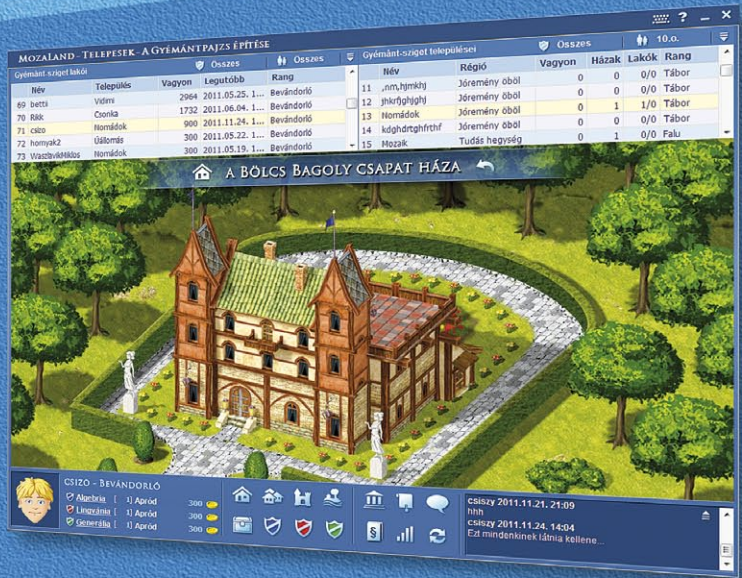 MOZALAND - TELEPESEK - A GYÉMÁNTPAJZS ÉPÍTÉSE
Gyémánt-sziget lakói Összes Összes
Név Település Vagyon Legutóbb Rang
69 betti Vidimi 2964 2011.05.25. 1... Bevándorló
70 Rikk Csonka 1732 2011.06.04. 1... Bevándorló
71 csizo Nomádok 900 2011.11.24. 1... Bevándorló
72 hornyak2 Üállomás 300 2011.05.22. 1... Bevándorló
73 WaszlavikMiklos Nomádok 300 2011.05.19. 1... Bevándorló
Gyémánt-sziget települései Összes 10.o.
Név Régió Vagyon Házak Lakók Rang
11 ,nm,hjmkhj Jóremény öböl 0 0 0/0 Tábor
12 Jóremény öböl 0 0 0/0 Tábor
13 Nomádok Jóremény öböl 0 1 1/0 Tábor
14 kdghdrtghfrthf Jóremény öböl 0 0 0/0 Tábor
15 Mozaik Tudás hegység 0 1 0/0 Falu
A BÖLCS BAGOLY CSAPAT HÁZA
CSIZO - BEVÁNDORLÓ
Algebria [ 1] Apród 300
Lingvánia [ 1] Apród 300
Generália [ 1] Apród 300
csiszy 2011.11.21. 21:09
hhh
csiszy 2011.11.24. 14:04
Ezt mindenkinek látnia kellene...